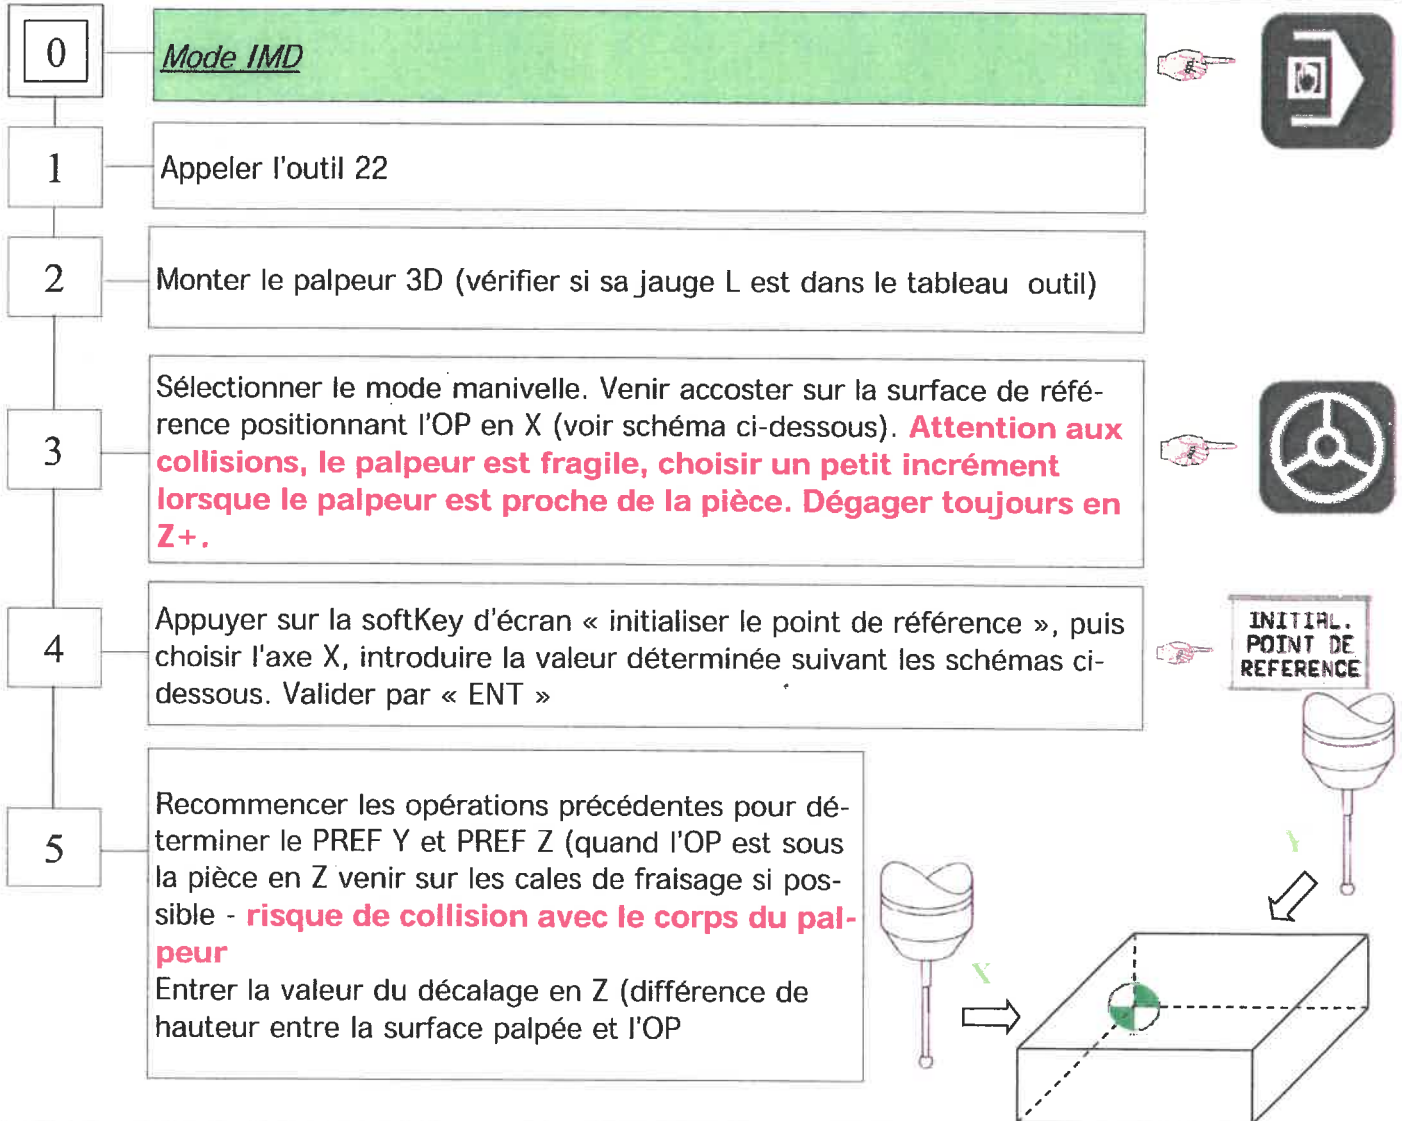 0
Mode IMD
1
Appeler l'outil 22
2
Monter le palpeur 3D (vérifier si sa jauge L est dans le tableau outil)
3
Sélectionner le mode manivelle. Venir accoster sur la surface de réfé-
rence positionnant l'OP en X (voir schéma ci-dessous). Attention aux
collisions, le palpeur est fragile, choisir un petit incrément
lorsque le palpeur est proche de la pièce. Dégager toujours en
Z+.
4
Appuyer sur la softKey d'écran « initialiser le point de référence », puis
choisir l'axe X, introduire la valeur déterminée suivant les schémas ci-
dessous. Valider par « ENT »
INITIAL.
POINT DE
REFERENCE
5
Recommencer les opérations précédentes pour dé-
terminer le PREF Y et PREF Z (quand l'OP est sous
la pièce en Z venir sur les cales de fraisage si pos-
sible - risque de collision avec le corps du pal-
peur
Entrer la valeur du décalage en Z (différence de
hauteur entre la surface palpée et l'OP
Y
X